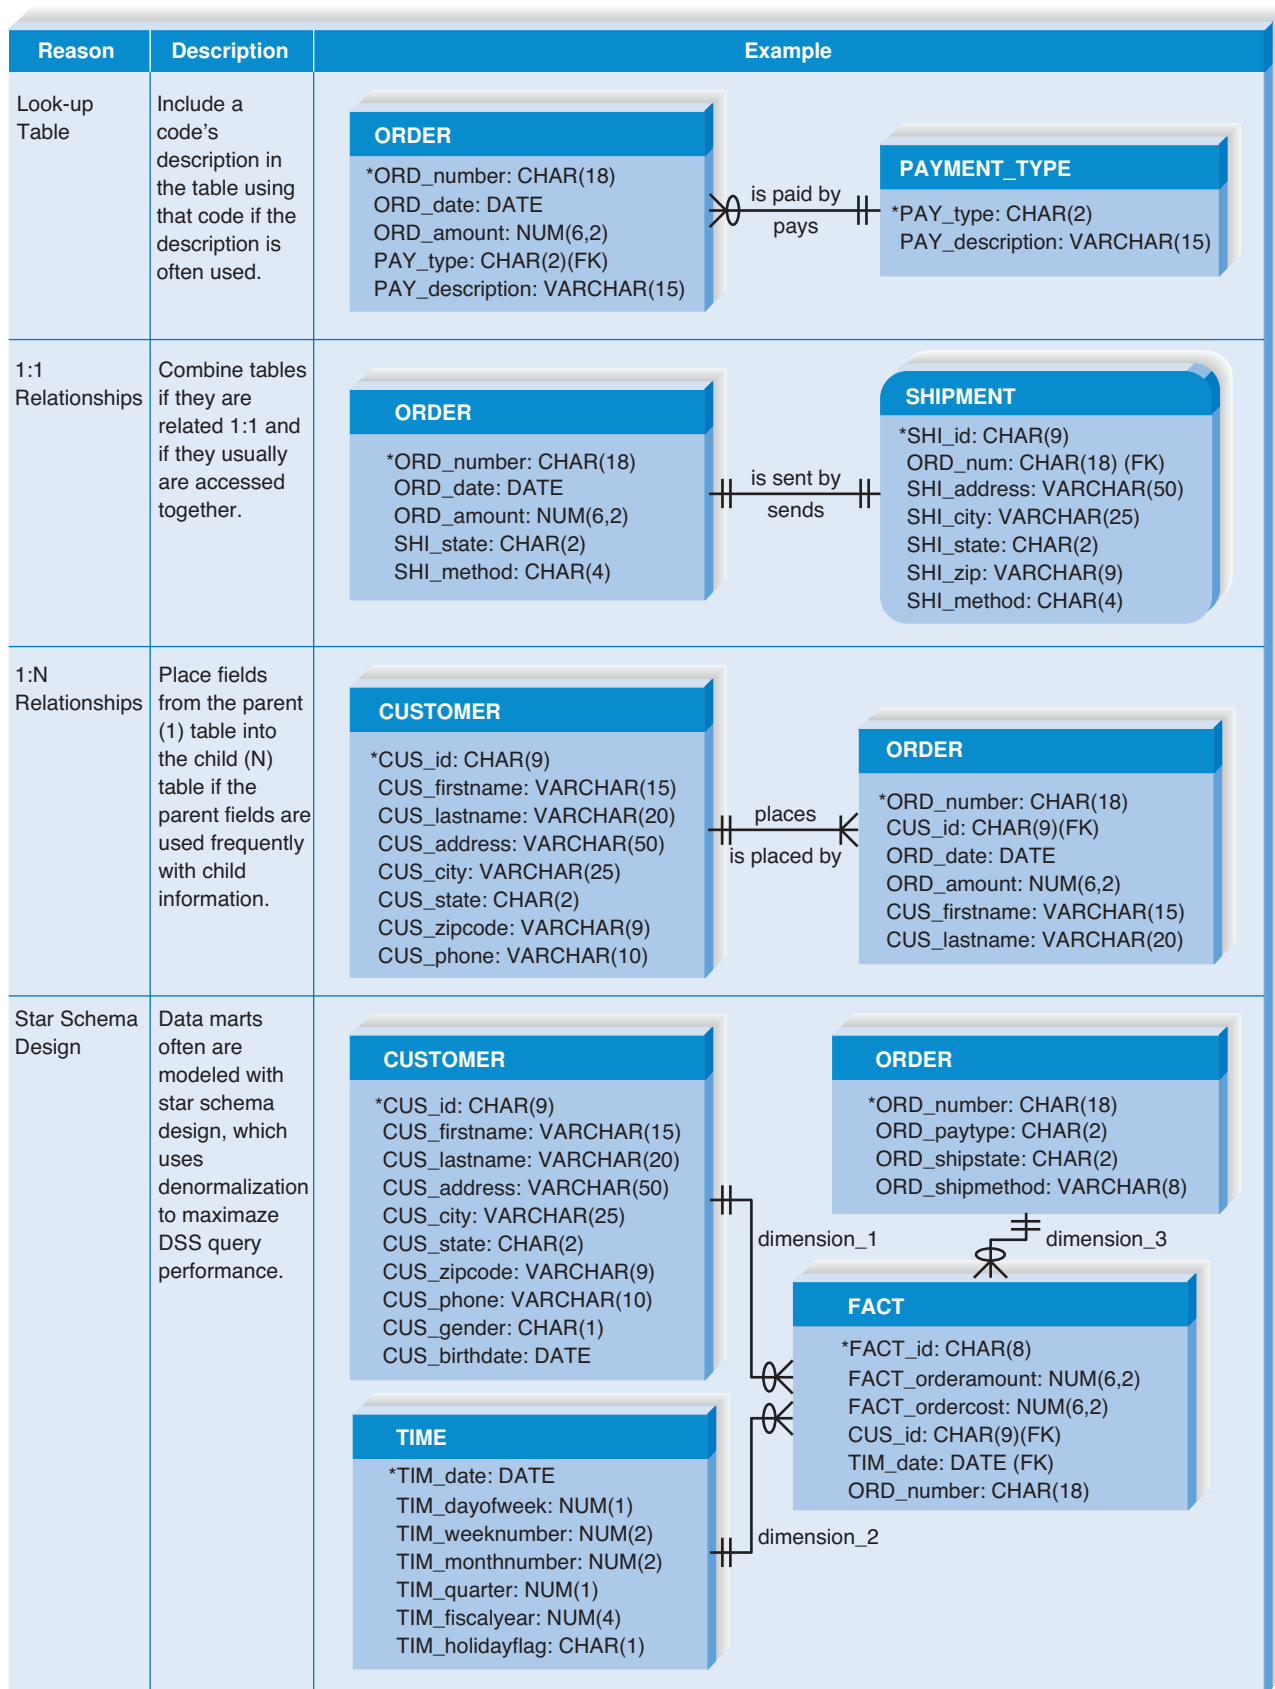 Reason
Description
Example
Look-up
Table
Include a
code's
description in
the table using
that code if the
description is
often used.
ORDER
*ORD_number: CHAR(18)
ORD_date: DATE
ORD_amount: NUM(6,2)
PAY_type: CHAR(2)(FK)
PAY_description: VARCHAR(15)
is paid by
pays
PAYMENT_TYPE
*PAY_type: CHAR(2)
PAY_description: VARCHAR(15)
1:1
Relationships
Combine tables
if they are
related 1:1 and
if they usually
are accessed
together.
ORDER
*ORD_number: CHAR(18)
ORD_date: DATE
ORD_amount: NUM(6,2)
SHI_state: CHAR(2)
SHI_method: CHAR(4)
is sent by
sends
SHIPMENT
*SHI_id: CHAR(9)
ORD_num: CHAR(18) (FK)
SHI_address: VARCHAR(50)
SHI_city: VARCHAR(25)
SHI_state: CHAR(2)
SHI_zip: VARCHAR(9)
SHI_method: CHAR(4)
1:N
Relationships
Place fields
from the parent
(1) table into
the child (N)
table if the
parent fields are
used frequently
with child
information.
CUSTOMER
*CUS_id: CHAR(9)
CUS_firstname: VARCHAR(15)
CUS_lastname: VARCHAR(20)
CUS_address: VARCHAR(50)
CUS_city: VARCHAR(25)
CUS_state: CHAR(2)
CUS_zipcode: VARCHAR(9)
CUS_phone: VARCHAR(10)
places
is placed by
ORDER
*ORD_number: CHAR(18)
CUS_id: CHAR(9)(FK)
ORD_date: DATE
ORD_amount: NUM(6,2)
CUS_firstname: VARCHAR(15)
CUS_lastname: VARCHAR(20)
Star Schema
Design
Data marts
often are
modeled with
star schema
design, which
uses
denormalization
to maximaze
DSS query
performance.
CUSTOMER
*CUS_id: CHAR(9)
CUS_firstname: VARCHAR(15)
CUS_lastname: VARCHAR(20)
CUS_address: VARCHAR(50)
CUS_city: VARCHAR(25)
CUS_state: CHAR(2)
CUS_zipcode: VARCHAR(9)
CUS_phone: VARCHAR(10)
CUS_gender: CHAR(1)
CUS_birthdate: DATE
dimension_1
ORDER
*ORD_number: CHAR(18)
ORD_paytype: CHAR(2)
ORD_shipstate: CHAR(2)
ORD_shipmethod: VARCHAR(8)
dimension_3
FACT
*FACT_id: CHAR(8)
FACT_orderamount: NUM(6,2)
FACT_ordercost: NUM(6,2)
CUS_id: CHAR(9)(FK)
TIM_date: DATE (FK)
ORD_number: CHAR(18)
TIME
*TIM_date: DATE
TIM_dayofweek: NUM(1)
TIM_weeknumber: NUM(2)
TIM_monthnumber: NUM(2)
TIM_quarter: NUM(1)
TIM_fiscalyear: NUM(4)
TIM_holidayflag: CHAR(1)
dimension_2